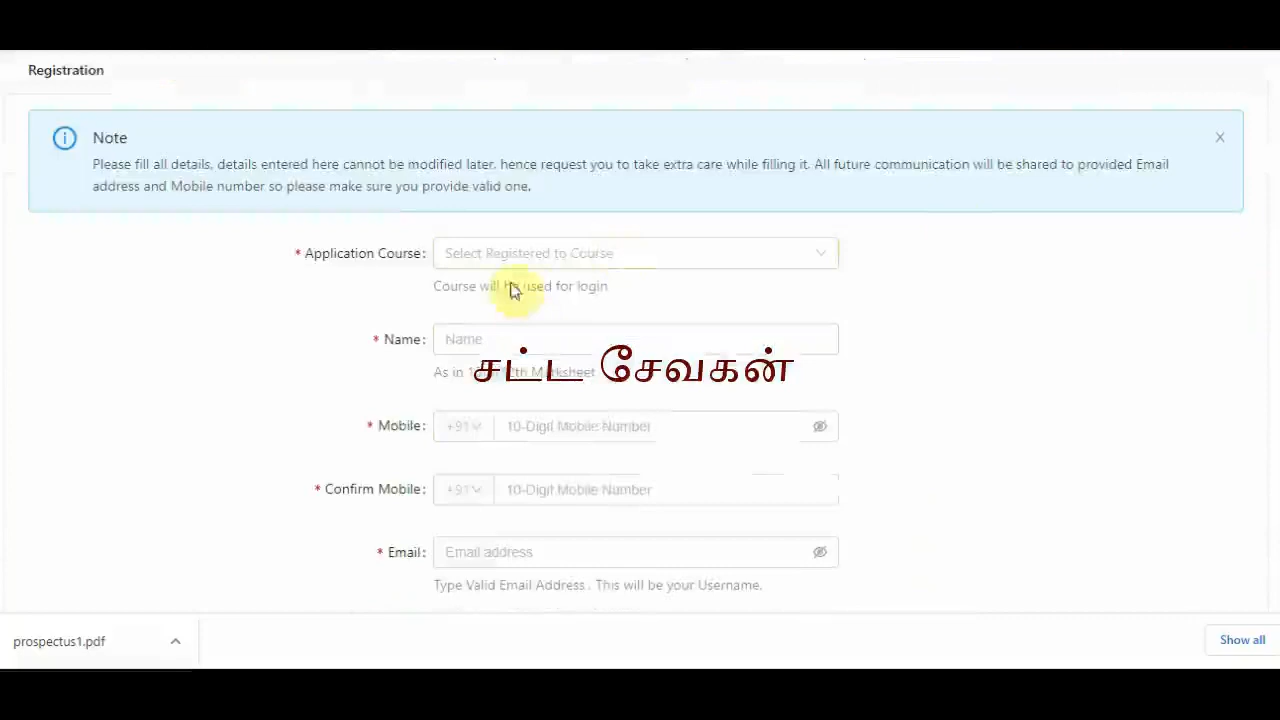 Registration
Note
Please fill all details, details entered here cannot be modified later, hence request you to take extra care while filling it. All future communication will be shared to provided Email
address and Mobile number so please make sure you provide valid one.
* Application Course: Select Registered to Course
Course will be used for login
* Name: Name
சட்ட சேவகன்
As in Marksheet
* Mobile: +91 10-Digit Mobile Number
* Confirm Mobile: +91 10-Digit Mobile Number
* Email: Email address
Type Valid Email Address . This will be your Username.
prospectus1.pdf
Show all